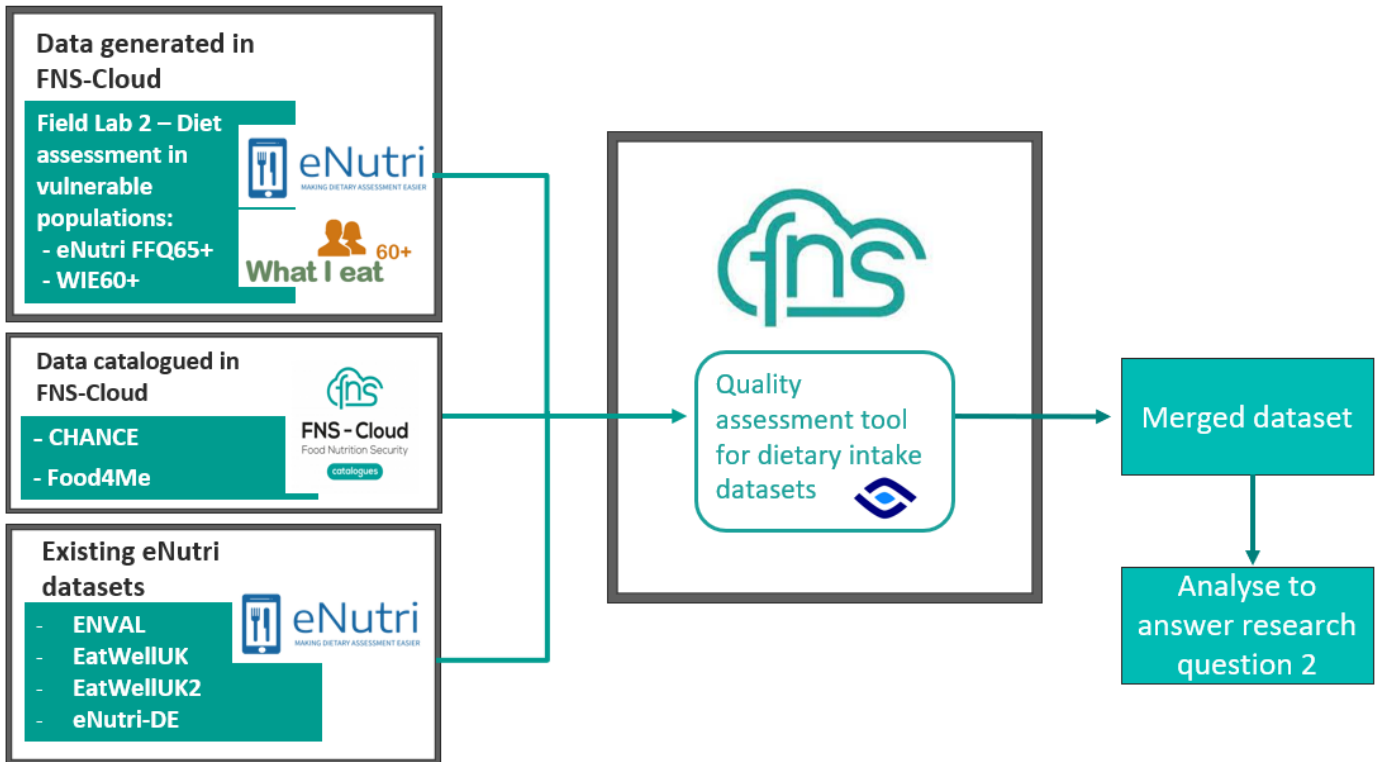 Data generated in
FNS-Cloud
Field Lab 2 – Diet
assessment in
vulnerable
populations:
- eNutri FFQ65+
- WIE60+
eNutri
MAKING DIETARY ASSESSMENT EASIER
60+
What I eat
Data catalogued in
FNS-Cloud
- CHANCE
- Food4Me
fns
FNS - Cloud
Food Nutrition Security
catalogues
Existing eNutri
datasets
- ENVAL
- EatWellUK
- EatWellUK2
- eNutri-DE
eNutri
MAKING DIETARY ASSESSMENT EASIER
fns
Quality
assessment tool
for dietary intake
datasets
Merged dataset
Analyse to
answer research
question 2